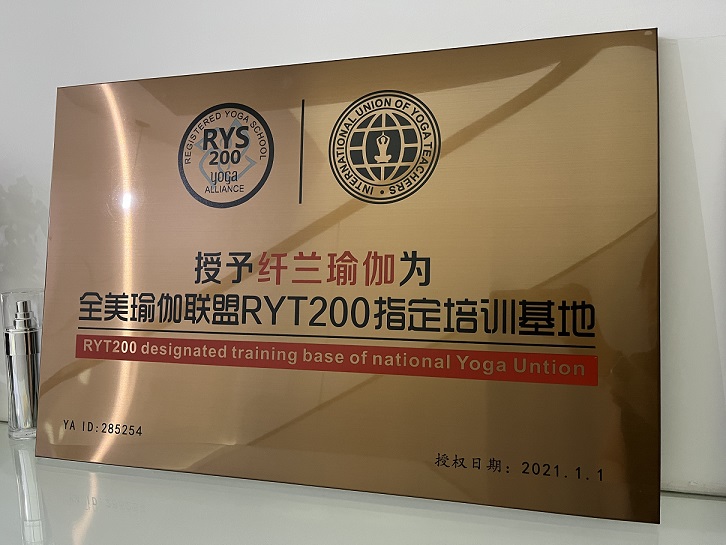 REGISTERED YOGA SCHOOL
RYS
200
yoga
ALLIANCE
INTERNATIONAL UNION OF YOGA TEACHERS
授予纤兰瑜伽为
全美瑜伽联盟RYT200指定培训基地
RYT200 designated training base of national Yoga Untion
YA ID:285254
授权日期：2021.1.1